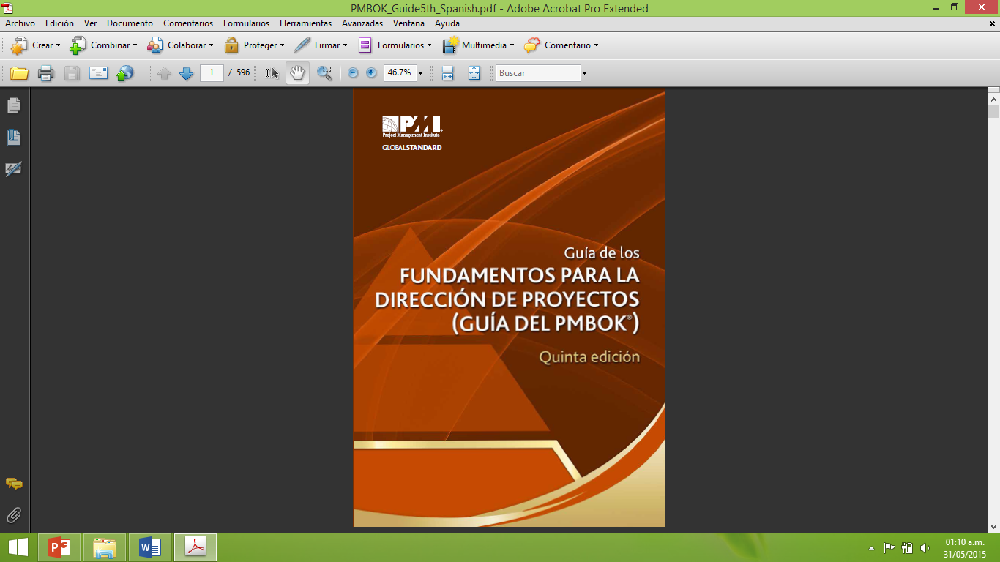 PMBOK_Guide5th_Spanish.pdf - Adobe Acrobat Pro Extended
Archivo Edición Ver Documento Comentarios Formularios Herramientas Avanzadas Ventana Ayuda
Crear Combinar Colaborar Proteger Firmar Formularios Multimedia Comentario
1 / 596 46.7% Buscar
PMI
Project Management Institute
GLOBALSTANDARD
Guía de los
FUNDAMENTOS PARA LA
DIRECCIÓN DE PROYECTOS
(GUÍA DEL PMBOK®)
Quinta edición
01:10 a.m.
31/05/2015